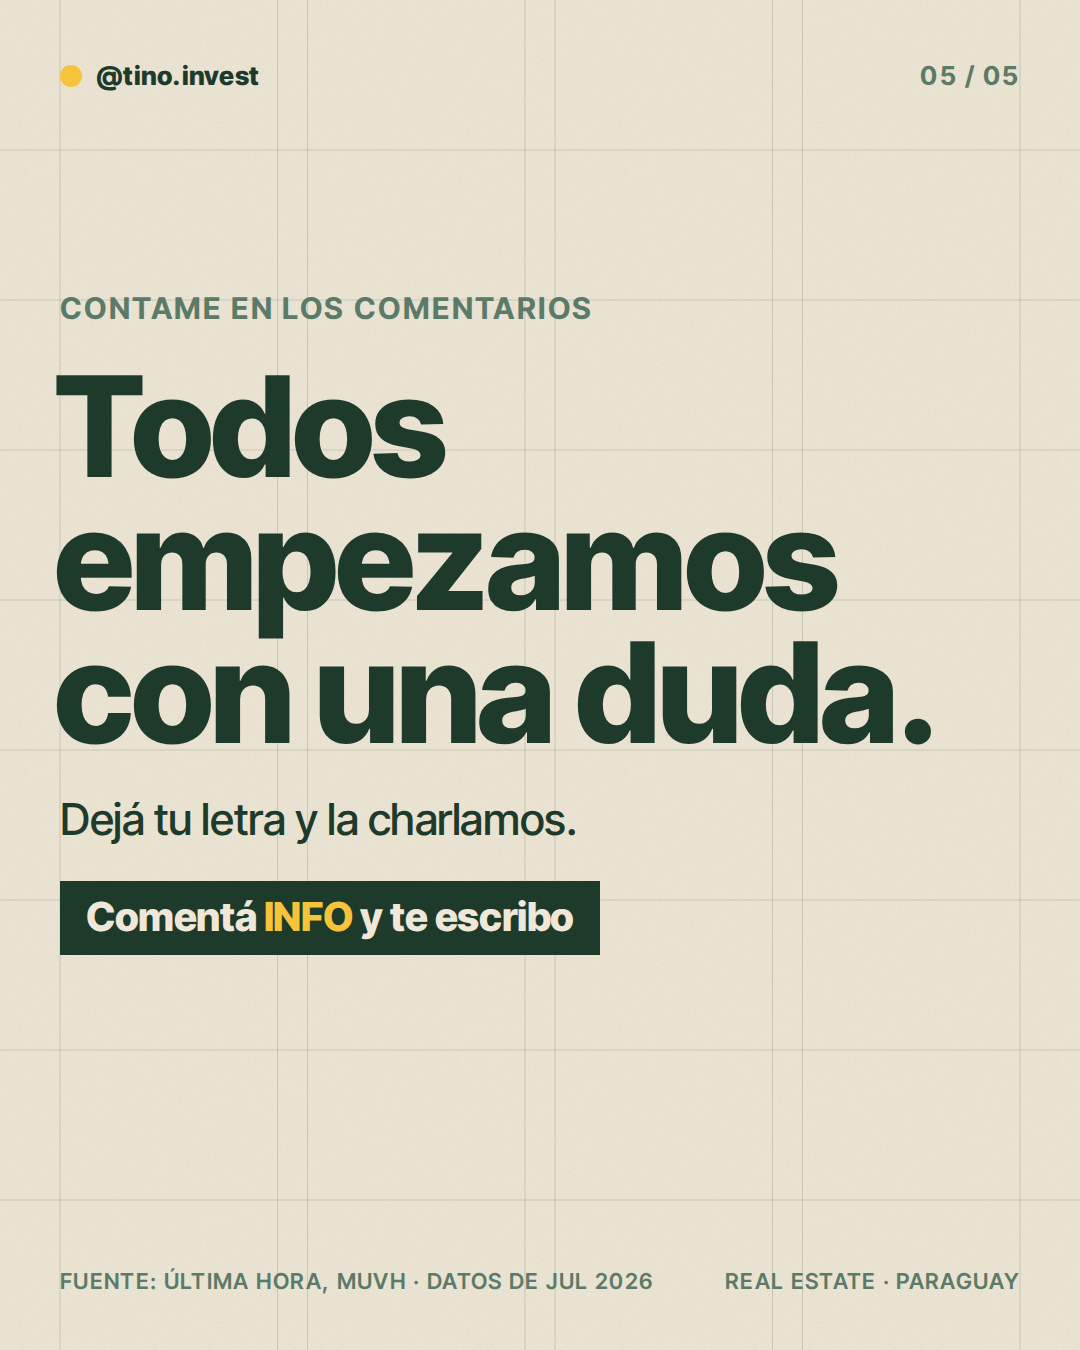 @tino.invest
05 / 05
CONTAME EN LOS COMENTARIOS
Todos
empezamos
con una duda.
Dejá tu letra y la charlamos.
Comentá INFO y te escribo
FUENTE: ÚLTIMA HORA, MUVH · DATOS DE JUL 2026
REAL ESTATE · PARAGUAY